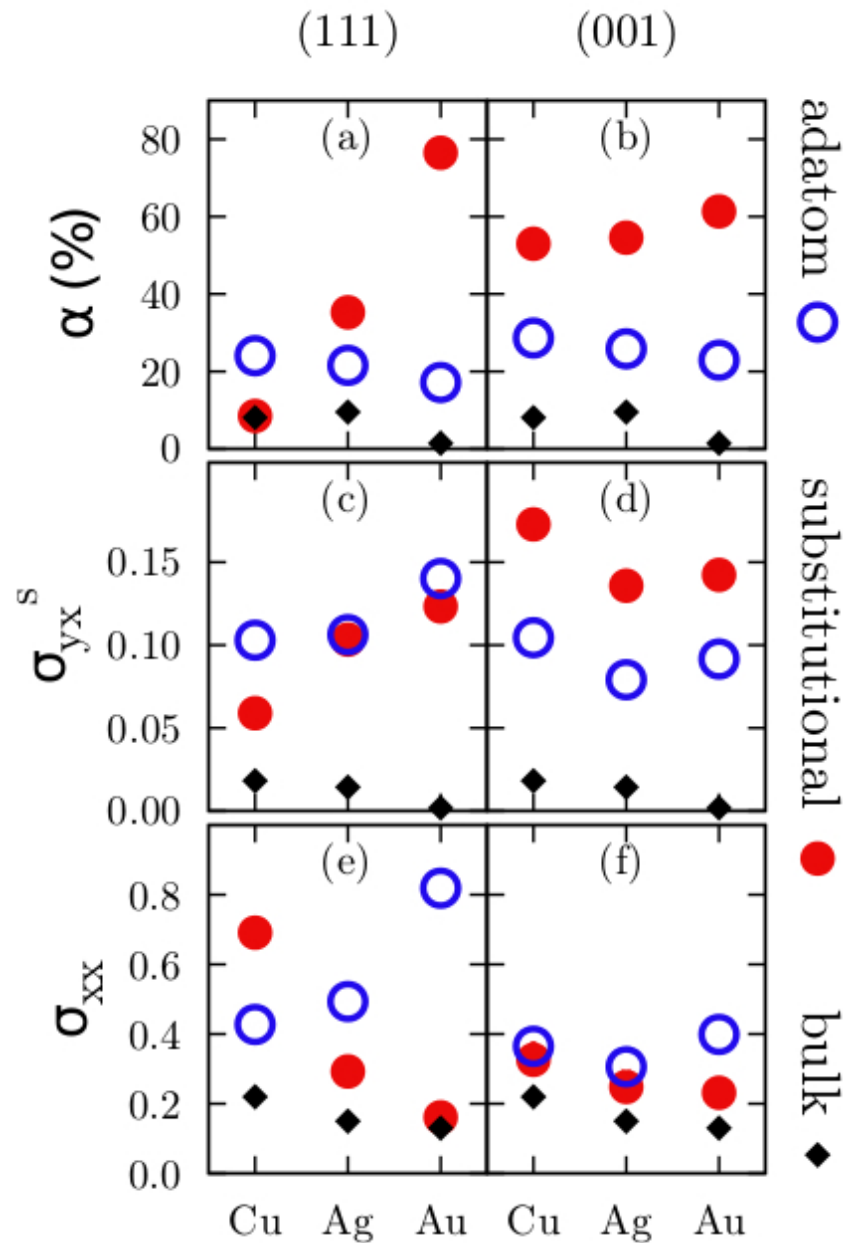 (111) (001)
α (%)
80
60
40
20
0
(a) (b)
σyx^s
0.15
0.10
0.05
0.00
(c) (d)
σxx
0.8
0.6
0.4
0.2
0.0
(e) (f)
Cu Ag Au Cu Ag Au
adatom
substitutional
bulk